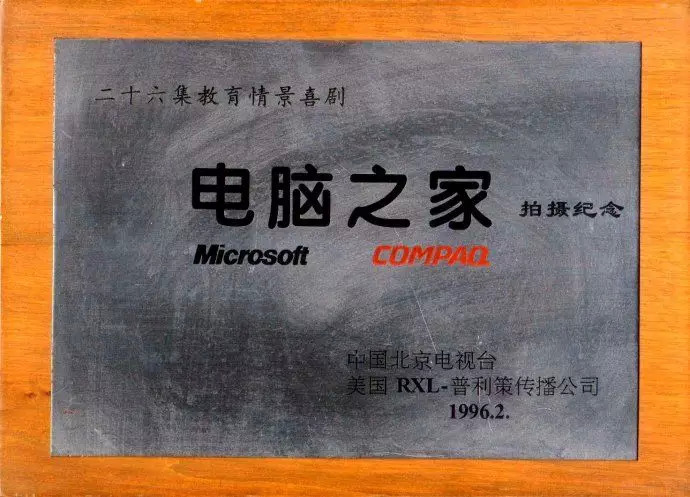 二十六集教育情景喜剧
电脑之家 拍摄纪念
Microsoft COMPAQ
中国北京电视台
美国 RXL-普利策传播公司
1996.2.